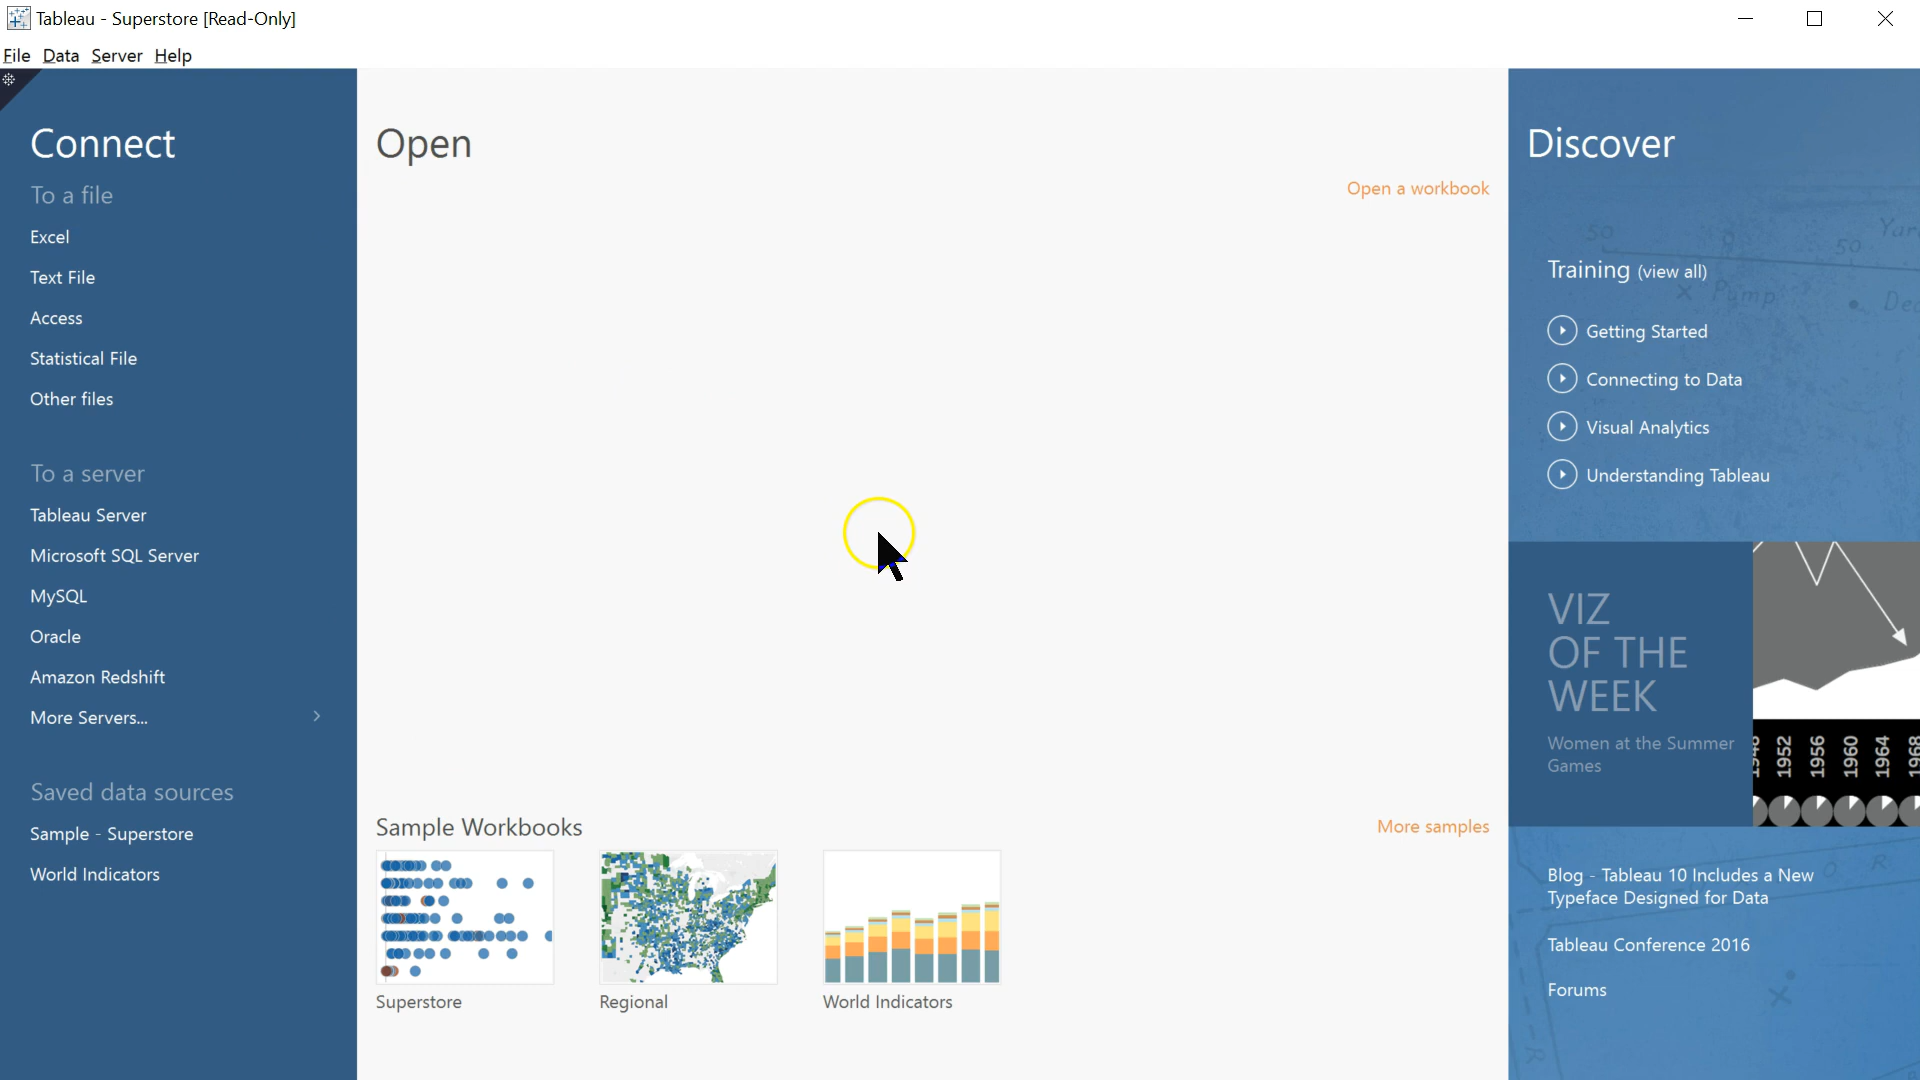 Tableau - Superstore [Read-Only]
File Data Server Help
Connect
To a file
Excel
Text File
Access
Statistical File
Other files
To a server
Tableau Server
Microsoft SQL Server
MySQL
Oracle
Amazon Redshift
More Servers...
Saved data sources
Sample - Superstore
World Indicators
Open
Open a workbook
Sample Workbooks
More samples
Superstore
Regional
World Indicators
Discover
50
50
Pump
Training (view all)
Getting Started
Connecting to Data
Visual Analytics
Understanding Tableau
VIZ
OF THE
WEEK
Women at the Summer
Games
1952
1956
1960
1964
1968
Blog - Tableau 10 Includes a New
Typeface Designed for Data
Tableau Conference 2016
Forums